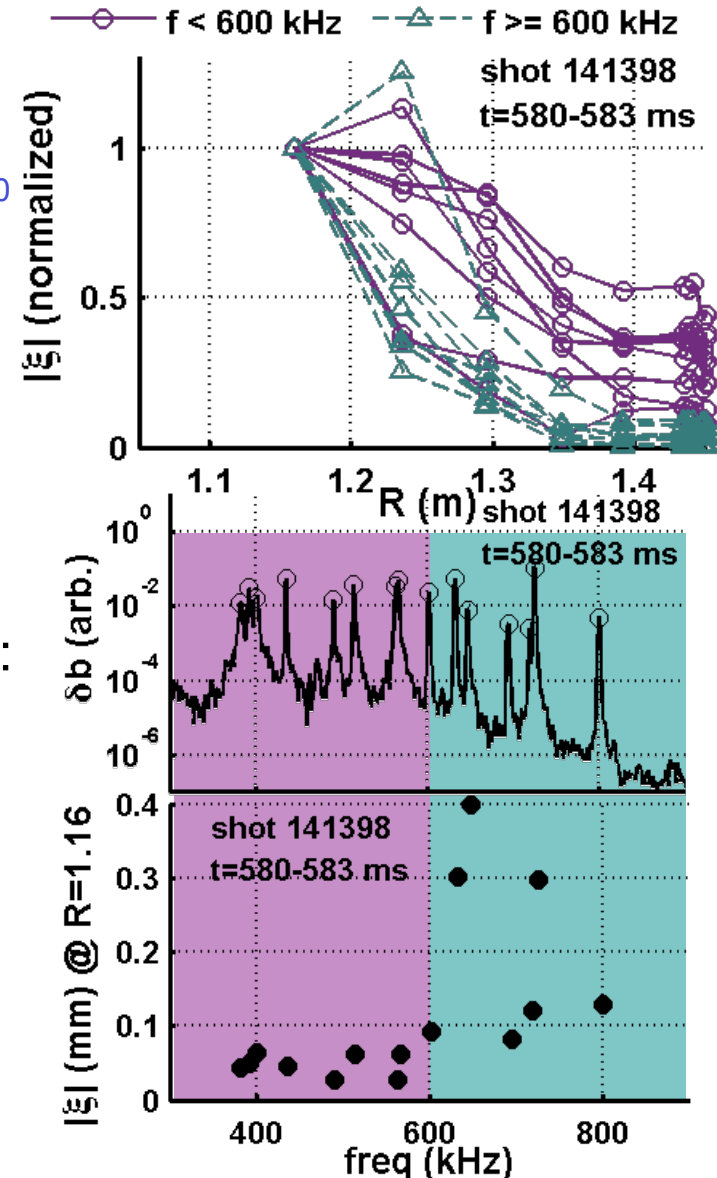 f < 600 kHz f >= 600 kHz
shot 141398
t=580-583 ms
|ξ| (normalized)
1
0.5
0
0
1.1 1.2 1.3 1.4
R (m)
shot 141398
t=580-583 ms
δb (arb.)
10^0
10^-2
10^-4
10^-6
:
shot 141398
t=580-583 ms
|ξ| (mm) @ R=1.16
0.4
0.3
0.2
0.1
0
400 600 800
freq (kHz)